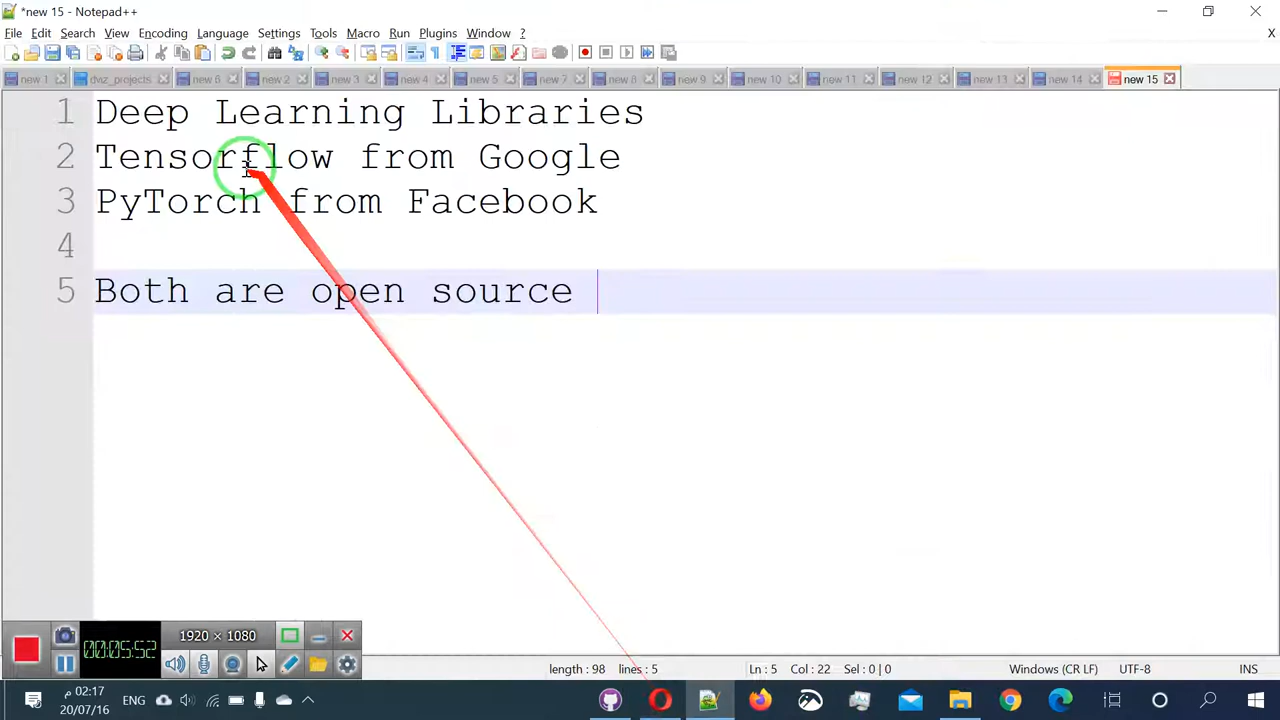 *new 15 - Notepad++
File Edit Search View Encoding Language Settings Tools Macro Run Plugins Window ? X
new 1 dvz_projects new 6 new 2 new 3 new 4 new 5 new 7 new 8 new 9 new 10 new 11 new 12 new 13 new 14 new 15
1 Deep Learning Libraries
2 Tensorflow from Google
3 PyTorch from Facebook
4
5 Both are open source
1920 × 1080
00:05:52
length : 98 lines : 5 Ln : 5 Col : 22 Sel : 0 | 0 Windows (CR LF) UTF-8 INS
02:17 م
20/07/16
ENG